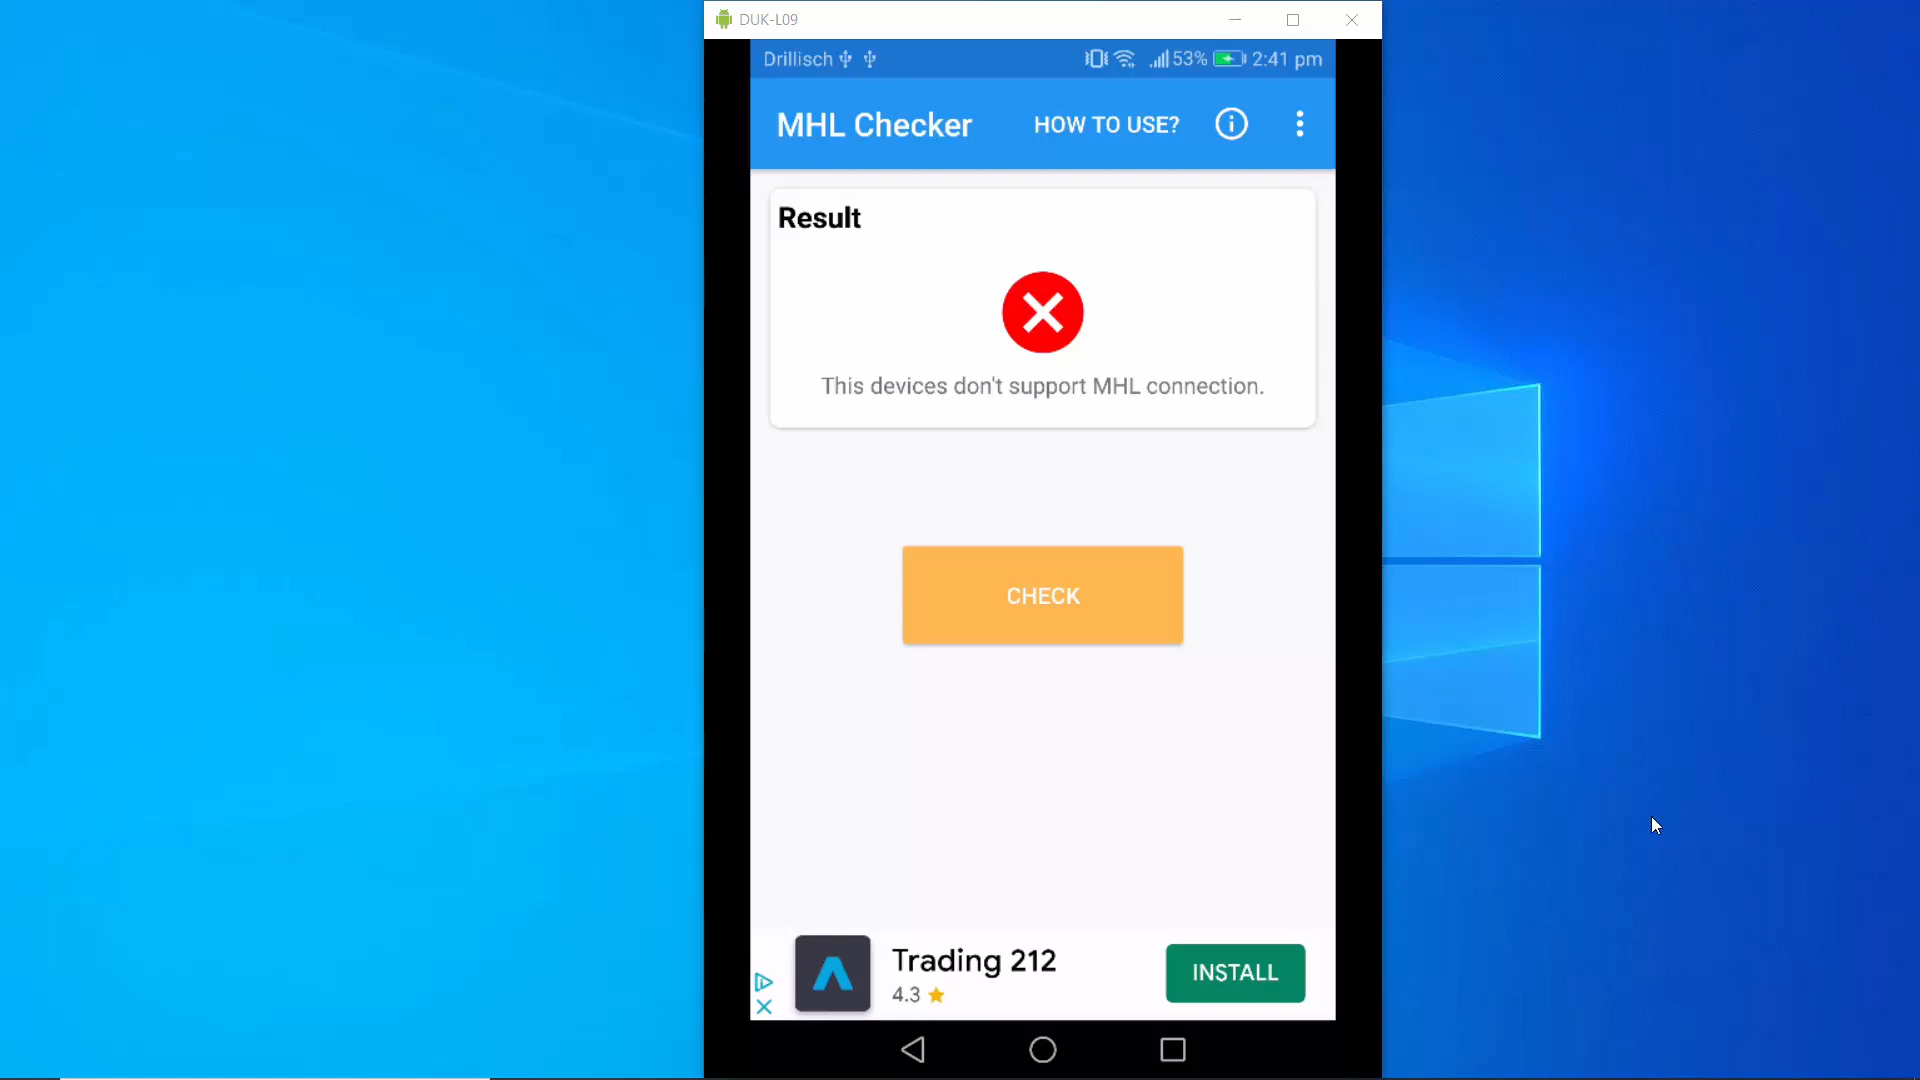 DUK-L09
Drillisch 53% 2:41 pm
MHL Checker HOW TO USE?
Result
This devices don't support MHL connection.
CHECK
Trading 212
4.3
INSTALL